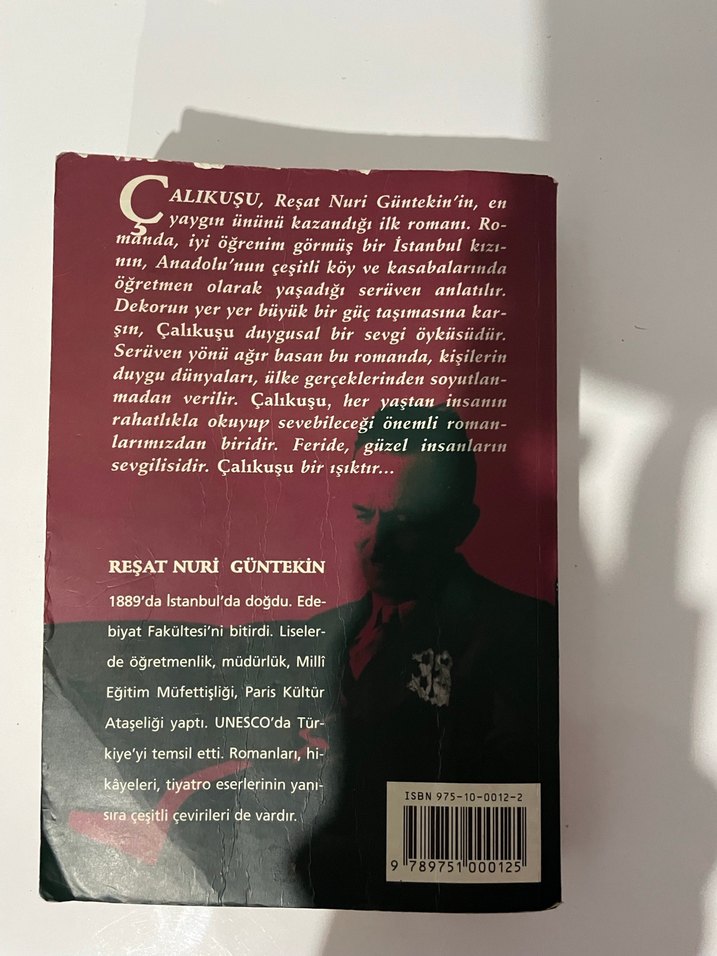 ÇALIKUŞU, Reşat Nuri Güntekin'in, en
yaygın ününü kazandığı ilk romanı. Ro-
manda, iyi öğrenim görmüş bir İstanbul kızı-
nın, Anadolu'nun çeşitli köy ve kasabalarında
öğretmen olarak yaşadığı serüven anlatılır.
Dekorun yer yer büyük bir güç taşımasına kar-
şın, Çalıkuşu duygusal bir sevgi öyküsüdür.
Serüven yönü ağır basan bu romanda, kişilerin
duygu dünyaları, ülke gerçeklerinden soyutlan-
madan verilir. Çalıkuşu, her yaştan insanın
rahatlıkla okuyup sevebileceği önemli roman-
larımızdan biridir. Feride, güzel insanların
sevgilisidir. Çalıkuşu bir ışıktır...
REŞAT NURİ GÜNTEKİN
1889'da İstanbul'da doğdu. Ede-
biyat Fakültesi'ni bitirdi. Liseler-
de öğretmenlik, müdürlük, Millî
Eğitim Müfettişliği, Paris Kültür
Ataşeliği yaptı. UNESCO'da Tür-
kiye'yi temsil etti. Romanları, hi-
kâyeleri, tiyatro eserlerinin yanı-
sıra çeşitli çevirileri de vardır.
ISBN 975-10-0012-2
9 789751 000125